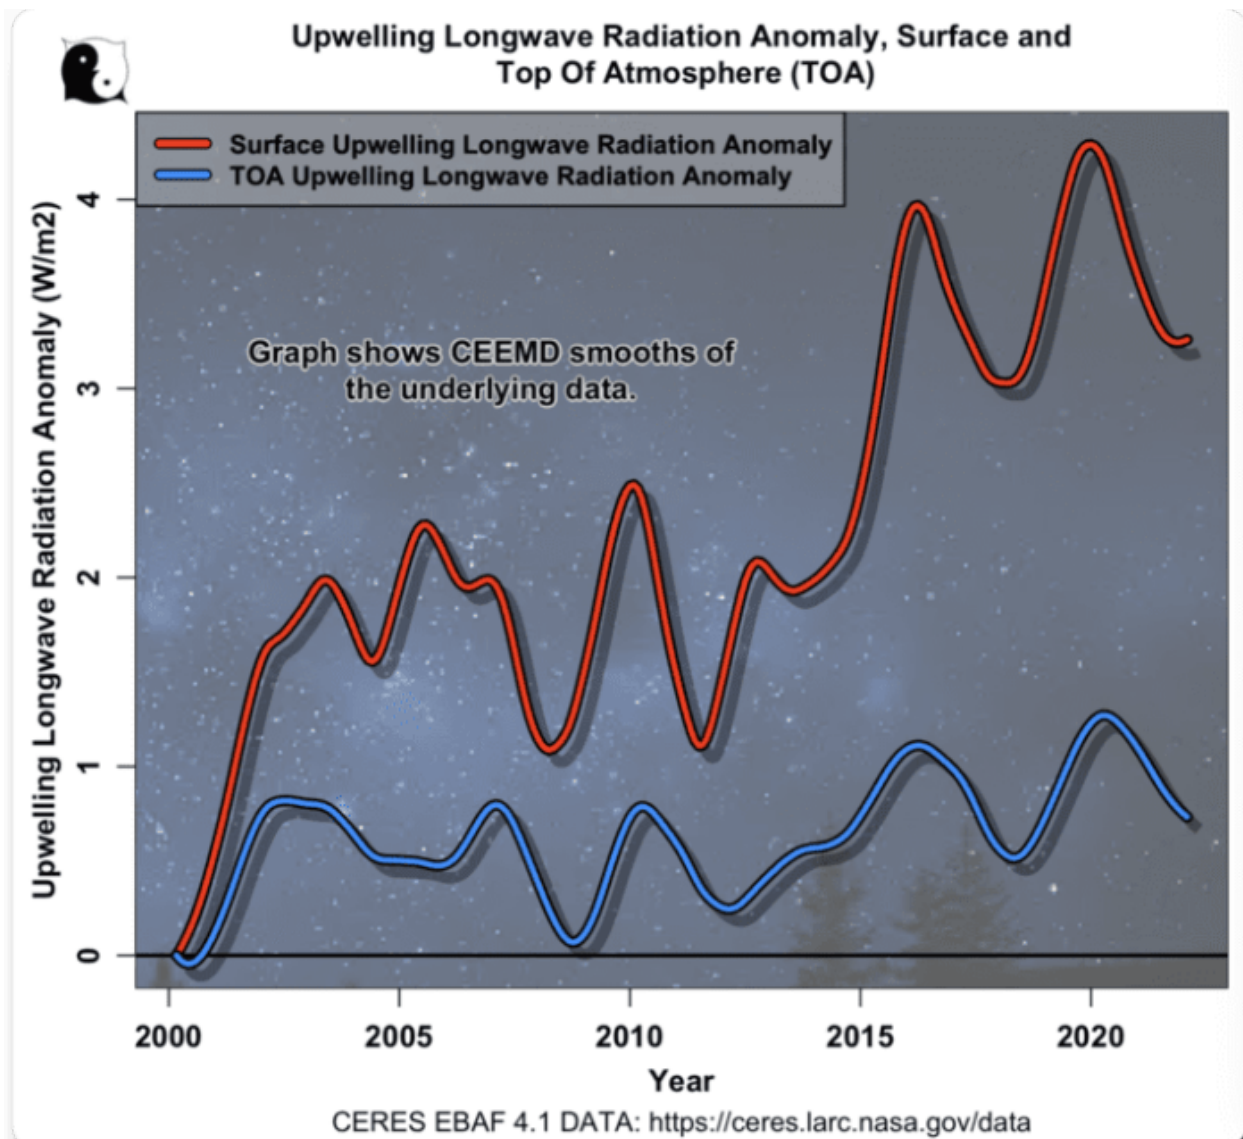 Upwelling Longwave Radiation Anomaly, Surface and
Top Of Atmosphere (TOA)
Surface Upwelling Longwave Radiation Anomaly
TOA Upwelling Longwave Radiation Anomaly
Graph shows CEEMD smooths of
the underlying data.
Upwelling Longwave Radiation Anomaly (W/m2)
4
3
2
1
0
2000 2005 2010 2015 2020
Year
CERES EBAF 4.1 DATA: https://ceres.larc.nasa.gov/data